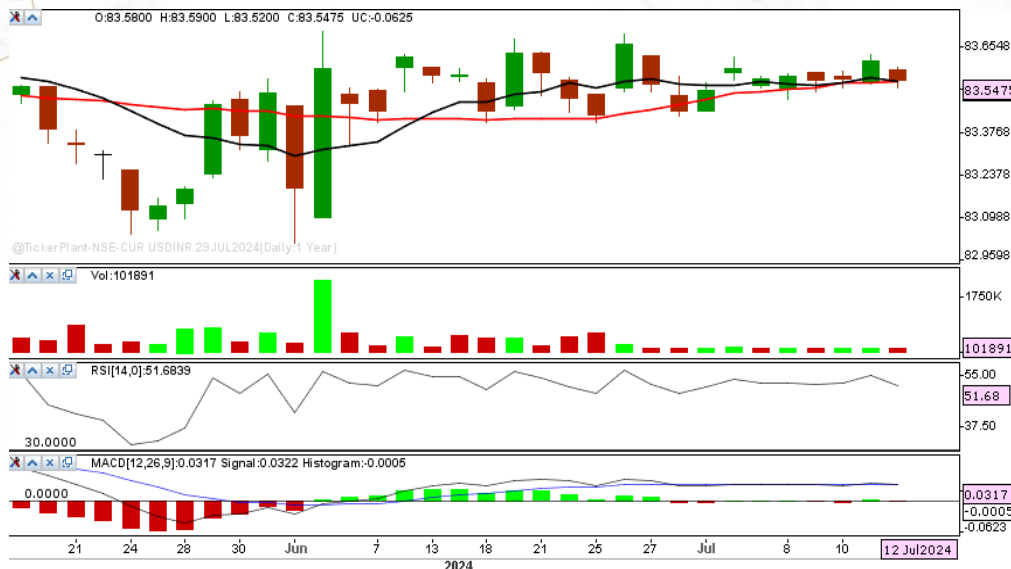 O:83.5800 H:83.5900 L:83.5200 C:83.5475 UC:-0.0625
83.6548
83.5475
83.3768
83.2378
83.0988
82.9598
@TickerPlant-NSE-CUR USDINR 29JUL2024(Daily:1 Year)
Vol:101891
1750K
101891
RSI[14,0]:51.6839
55.00
51.68
37.50
30.0000
MACD[12,26,9]:0.0317 Signal:0.0322 Histogram:-0.0005
0.0000
0.0317
-0.0005
-0.0623
21 24 28 30 Jun 7 13 18 21 25 27 Jul 8 10 12 Jul2024
2024